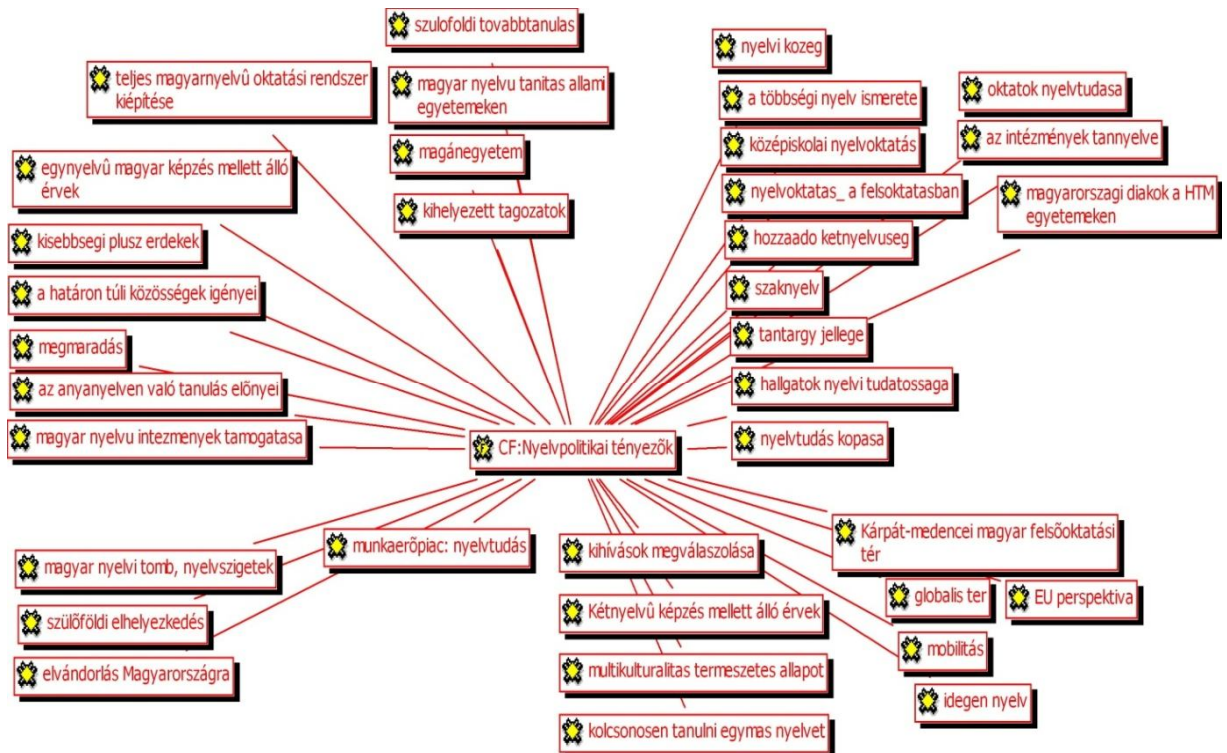 szulofoldi tovabbtanulas
teljes magyarnyelvû oktatási rendszer
kiépítése
magyar nyelvu tanitas allami
egyetemeken
magánegyetem
kihelyezett tagozatok
egynyelvû magyar képzés mellett álló
érvek
kisebbsegi plusz erdekek
a határon túli közösségek igényei
megmaradás
az anyanyelven való tanulás előnyei
magyar nyelvu intezmenyek tamogatasa
nyelvi kozeg
a többségi nyelv ismerete
középiskolai nyelvoktatás
nyelvoktatas_ a felsoktatasban
hozzaado ketnyelvuseg
szaknyelv
tantargy jellege
hallgatok nyelvi tudatossaga
nyelvtudás kopasa
oktatok nyelvtudasa
az intézmények tannyelve
magyarorszagi diakok a HTM
egyetemeken
CF:Nyelvpolitikai tényezõk
munkaerõpiac: nyelvtudás
magyar nyelvi tomb, nyelvszigetek
szülõföldi elhelyezkedés
elvándorlás Magyarországra
kihívások megválaszolása
Kétnyelvû képzés mellett álló érvek
multikulturalitas termeszetes allapot
kolcsonosen tanulni egymas nyelvet
Kárpát-medencei magyar felsõoktatási
tér
globalis ter
EU perspektiva
mobilitás
idegen nyelv